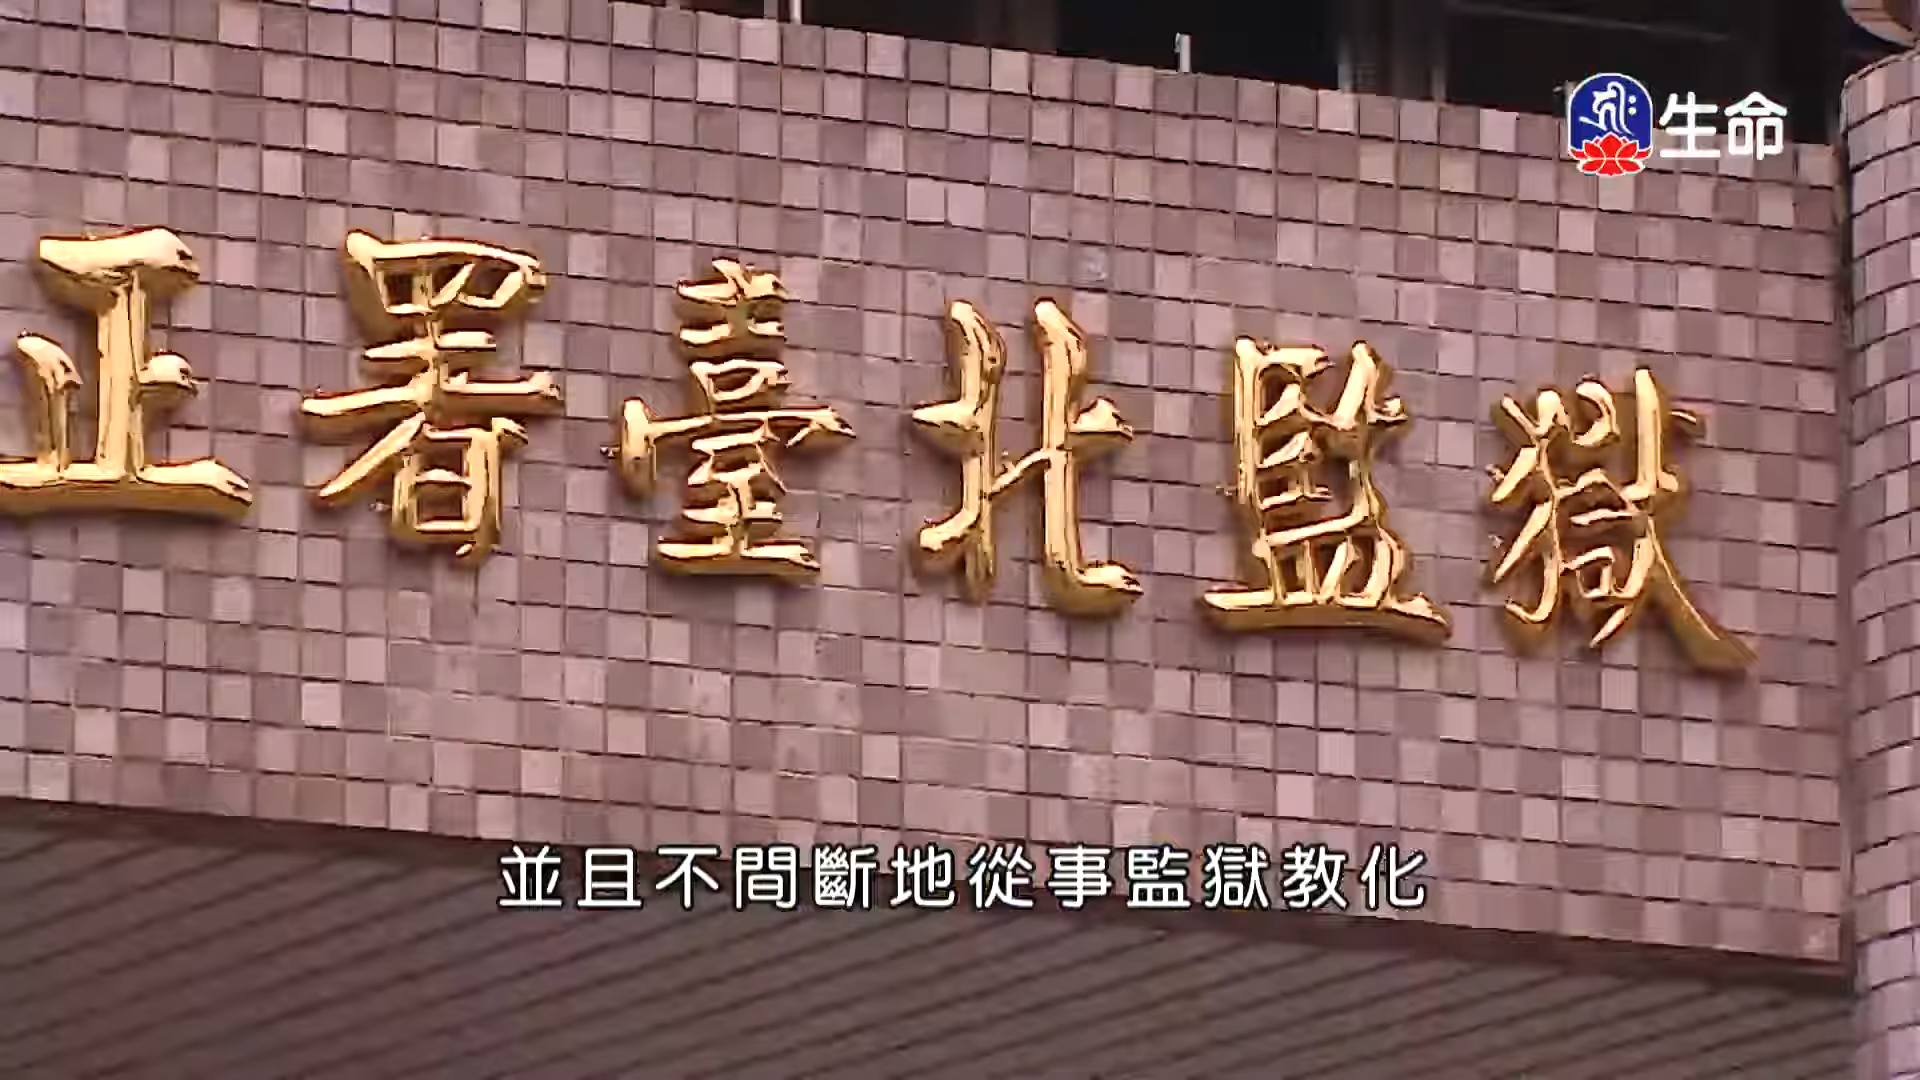 生命
正署臺北監獄
並且不間斷地從事監獄教化